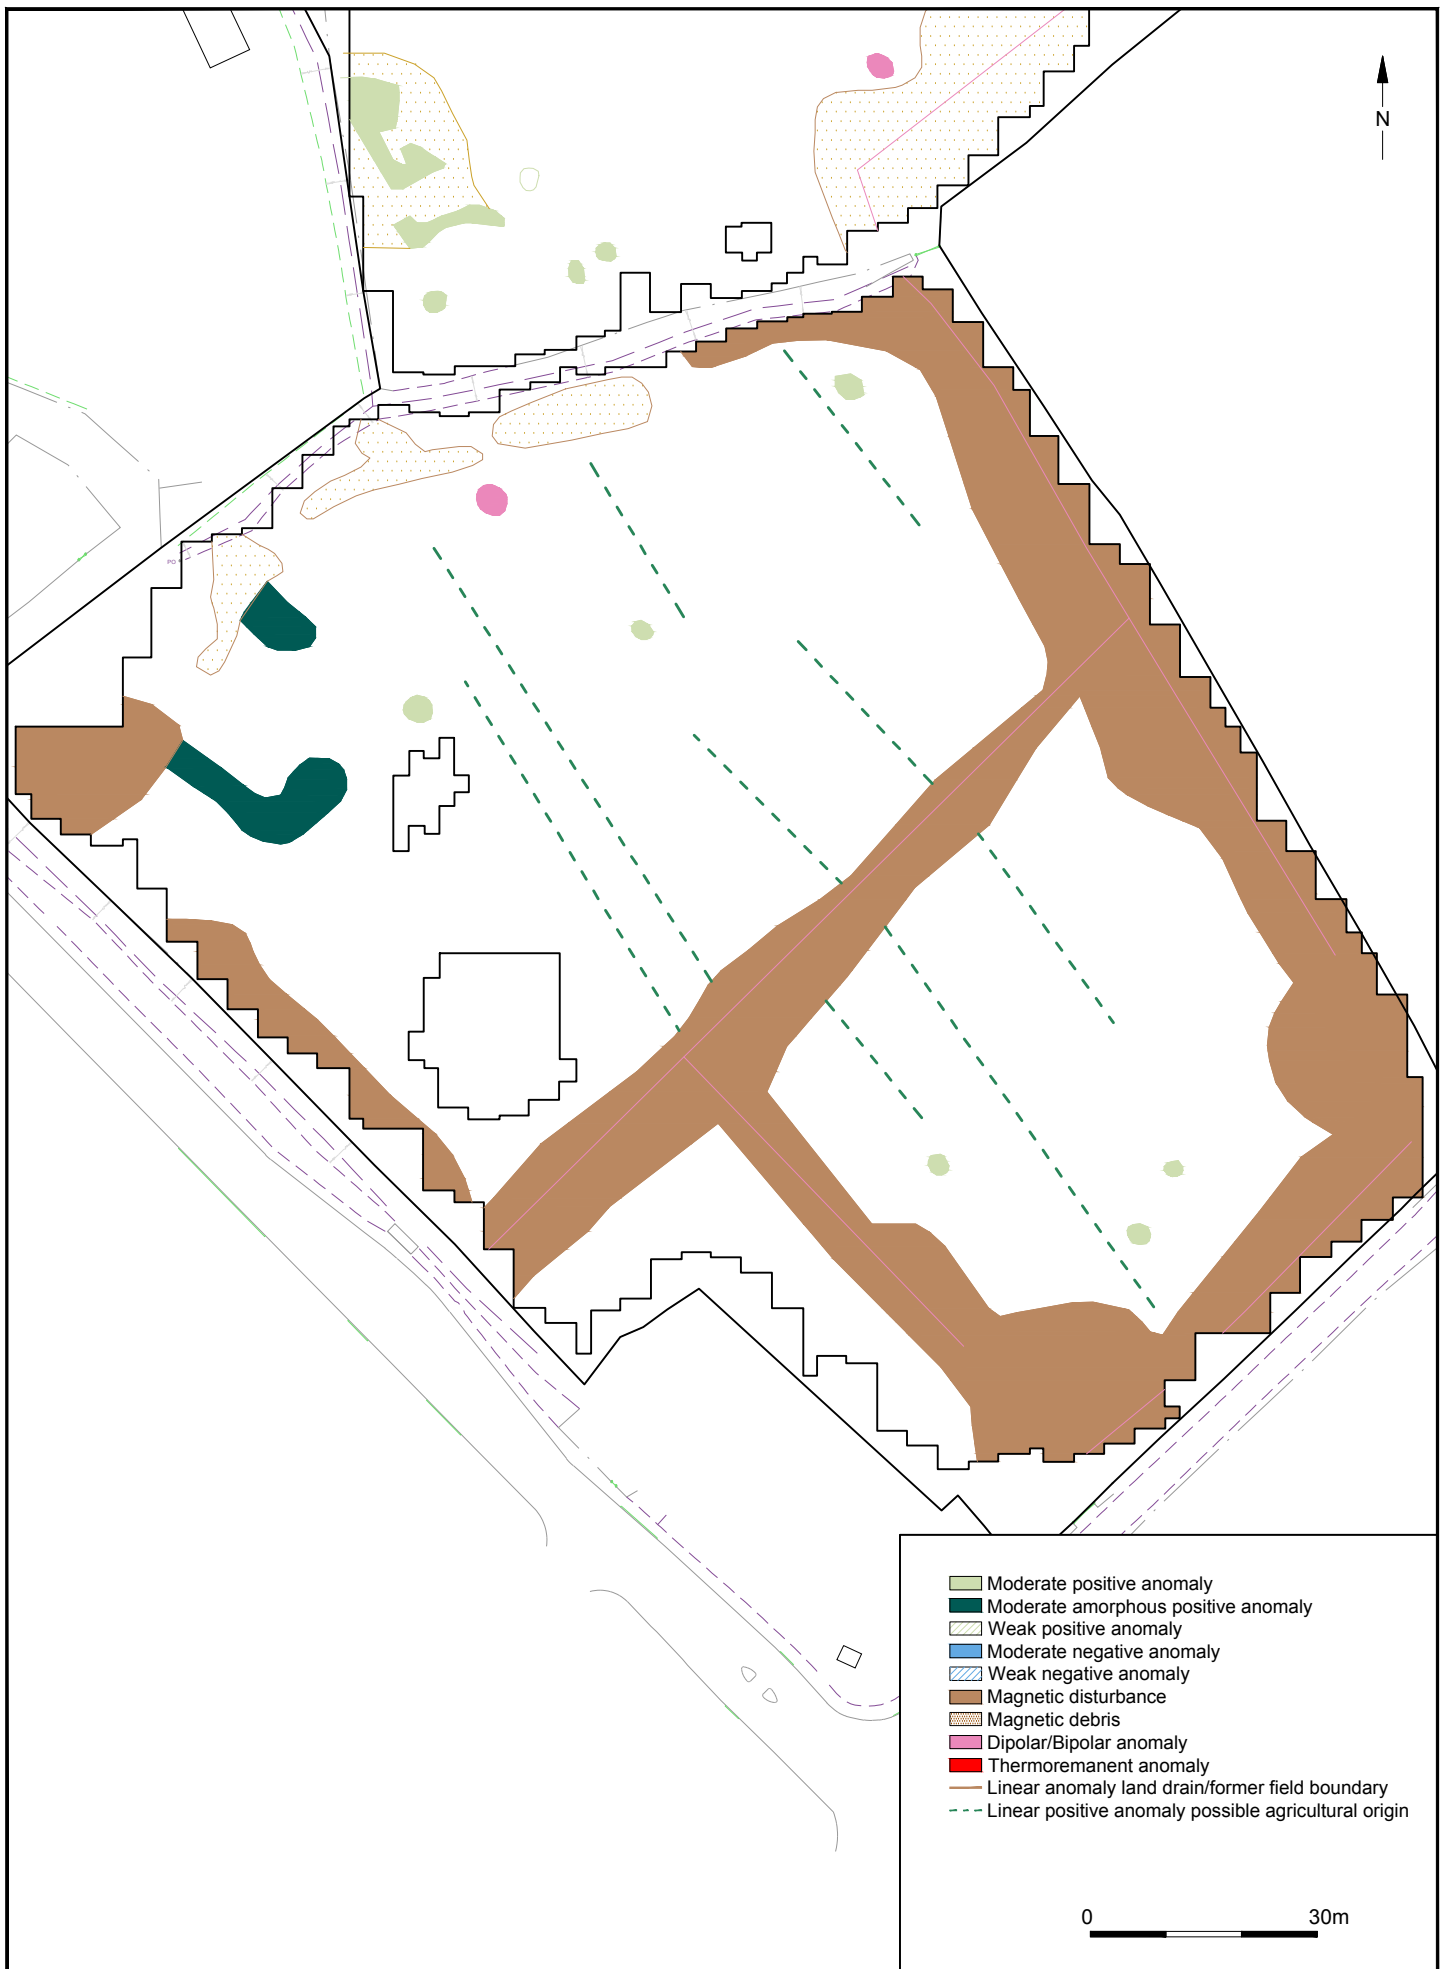 N
PO
Moderate positive anomaly
Moderate amorphous positive anomaly
Weak positive anomaly
Moderate negative anomaly
Weak negative anomaly
Magnetic disturbance
Magnetic debris
Dipolar/Bipolar anomaly
Thermoremanent anomaly
Linear anomaly land drain/former field boundary
Linear positive anomaly possible agricultural origin
0 30m